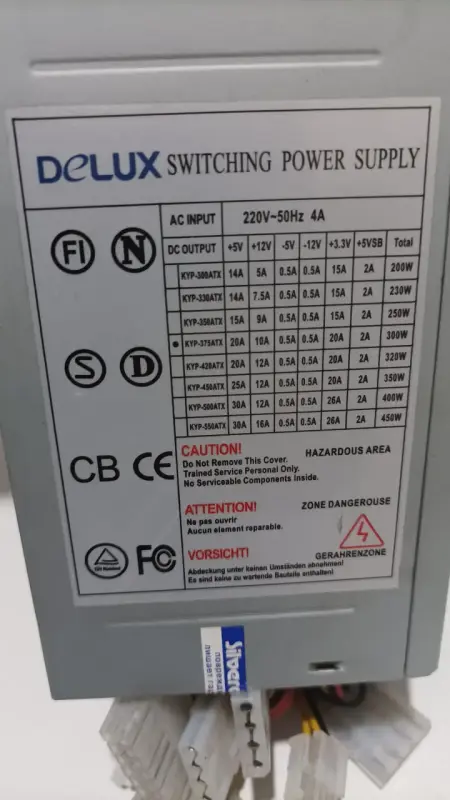 DELUX SWITCHING POWER SUPPLY
AC INPUT 220V~50Hz 4A
DC OUTPUT +5V +12V -5V -12V +3.3V +5VSB Total
KYP-300ATX 14A 5A 0.5A 0.5A 15A 2A 200W
KYP-330ATX 14A 7.5A 0.5A 0.5A 15A 2A 230W
KYP-350ATX 15A 9A 0.5A 0.5A 15A 2A 250W
KYP-375ATX 20A 10A 0.5A 0.5A 20A 2A 300W
KYP-420ATX 20A 12A 0.5A 0.5A 20A 2A 320W
KYP-450ATX 25A 12A 0.5A 0.5A 20A 2A 350W
KYP-500ATX 30A 12A 0.5A 0.5A 26A 2A 400W
KYP-550ATX 30A 16A 0.5A 0.5A 26A 2A 450W
FI N
S D
CB CE
FC
CAUTION! HAZARDOUS AREA
Do Not Remove This Cover.
Trained Service Personal Only.
No Serviceable Components Inside.
ATTENTION! ZONE DANGEROUSE
Ne pas ouvrir
Aucun element reparable.
VORSICHT! GERAHRENZONE
Abdeckung unter keinen Umständen abnehmen!
Es sind keine zu wartende Bauteile anthalten!